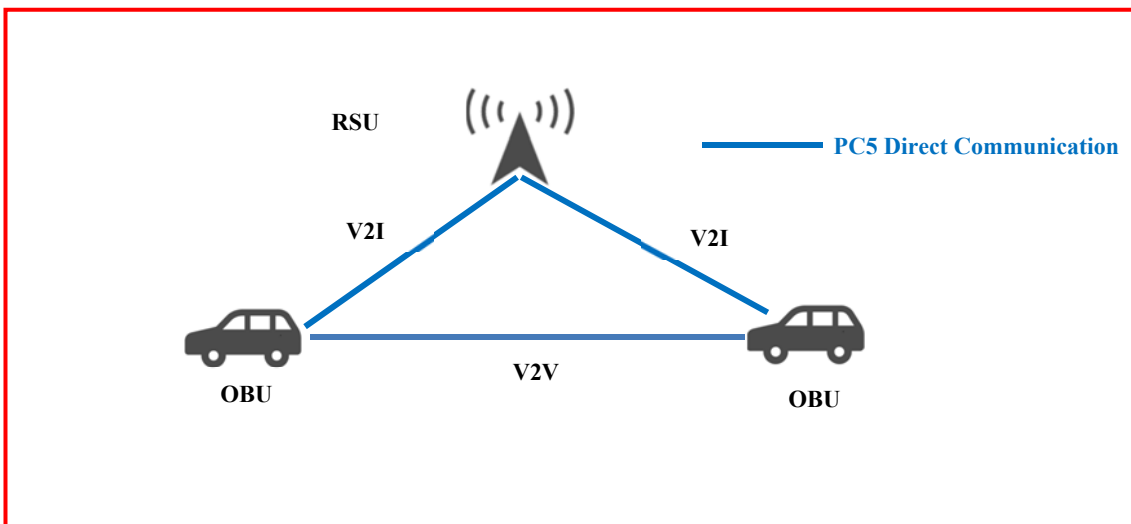 RSU
PC5 Direct Communication
V2I
V2I
V2V
OBU
OBU